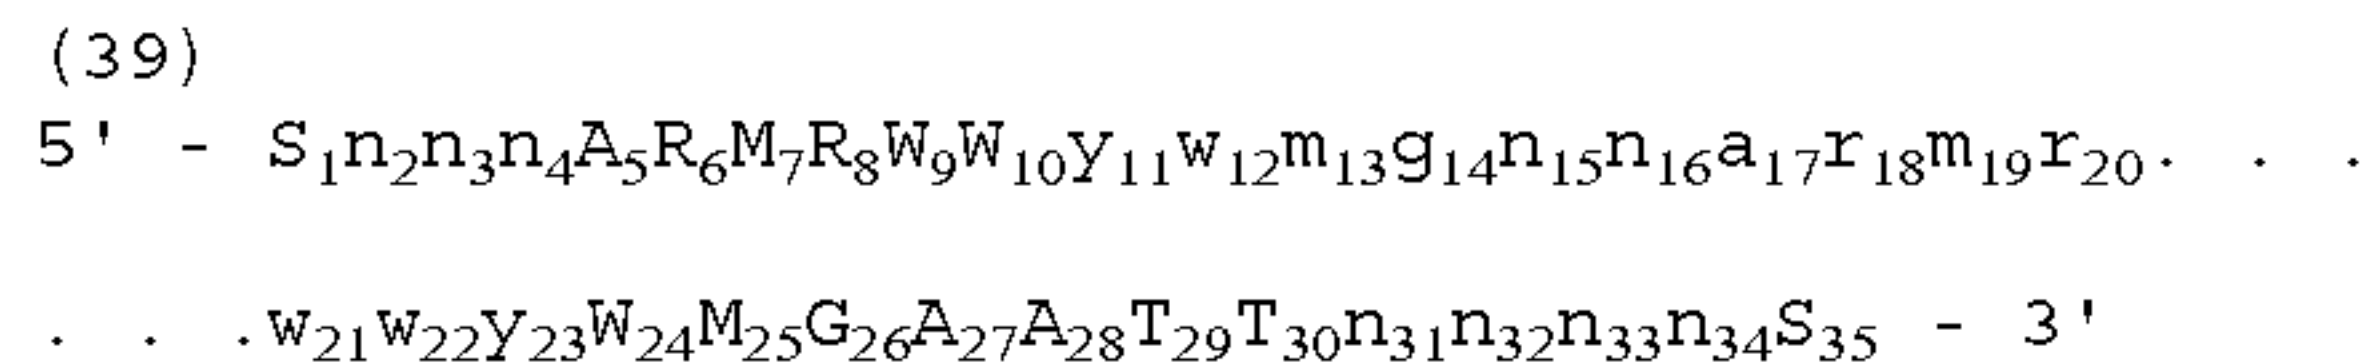 (39)
5' - S₁n₂n₃n₄A₅R₆M₇R₈W₉W₁₀y₁₁w₁₂m₁₃g₁₄n₁₅n₁₆a₁₇r₁₈m₁₉r₂₀. . .
. . .w₂₁w₂₂y₂₃W₂₄M₂₅G₂₆A₂₇A₂₈T₂₉T₃₀n₃₁n₃₂n₃₃n₃₄S₃₅ - 3'